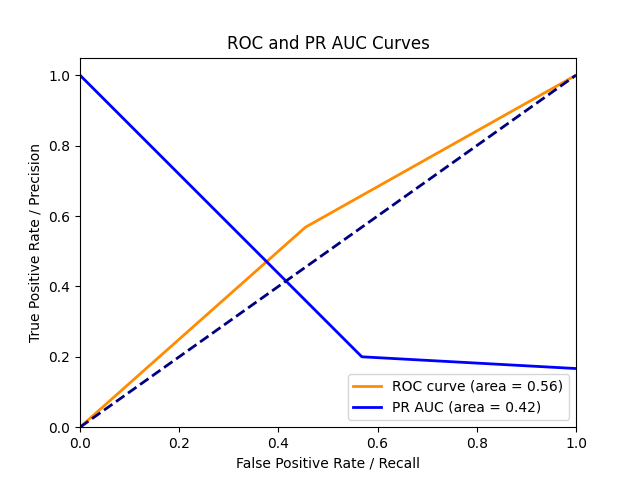 ROC and PR AUC Curves
True Positive Rate / Precision
1.0
0.8
0.6
0.4
0.2
0.0
ROC curve (area = 0.56)
PR AUC (area = 0.42)
0.0 0.2 0.4 0.6 0.8 1.0
False Positive Rate / Recall